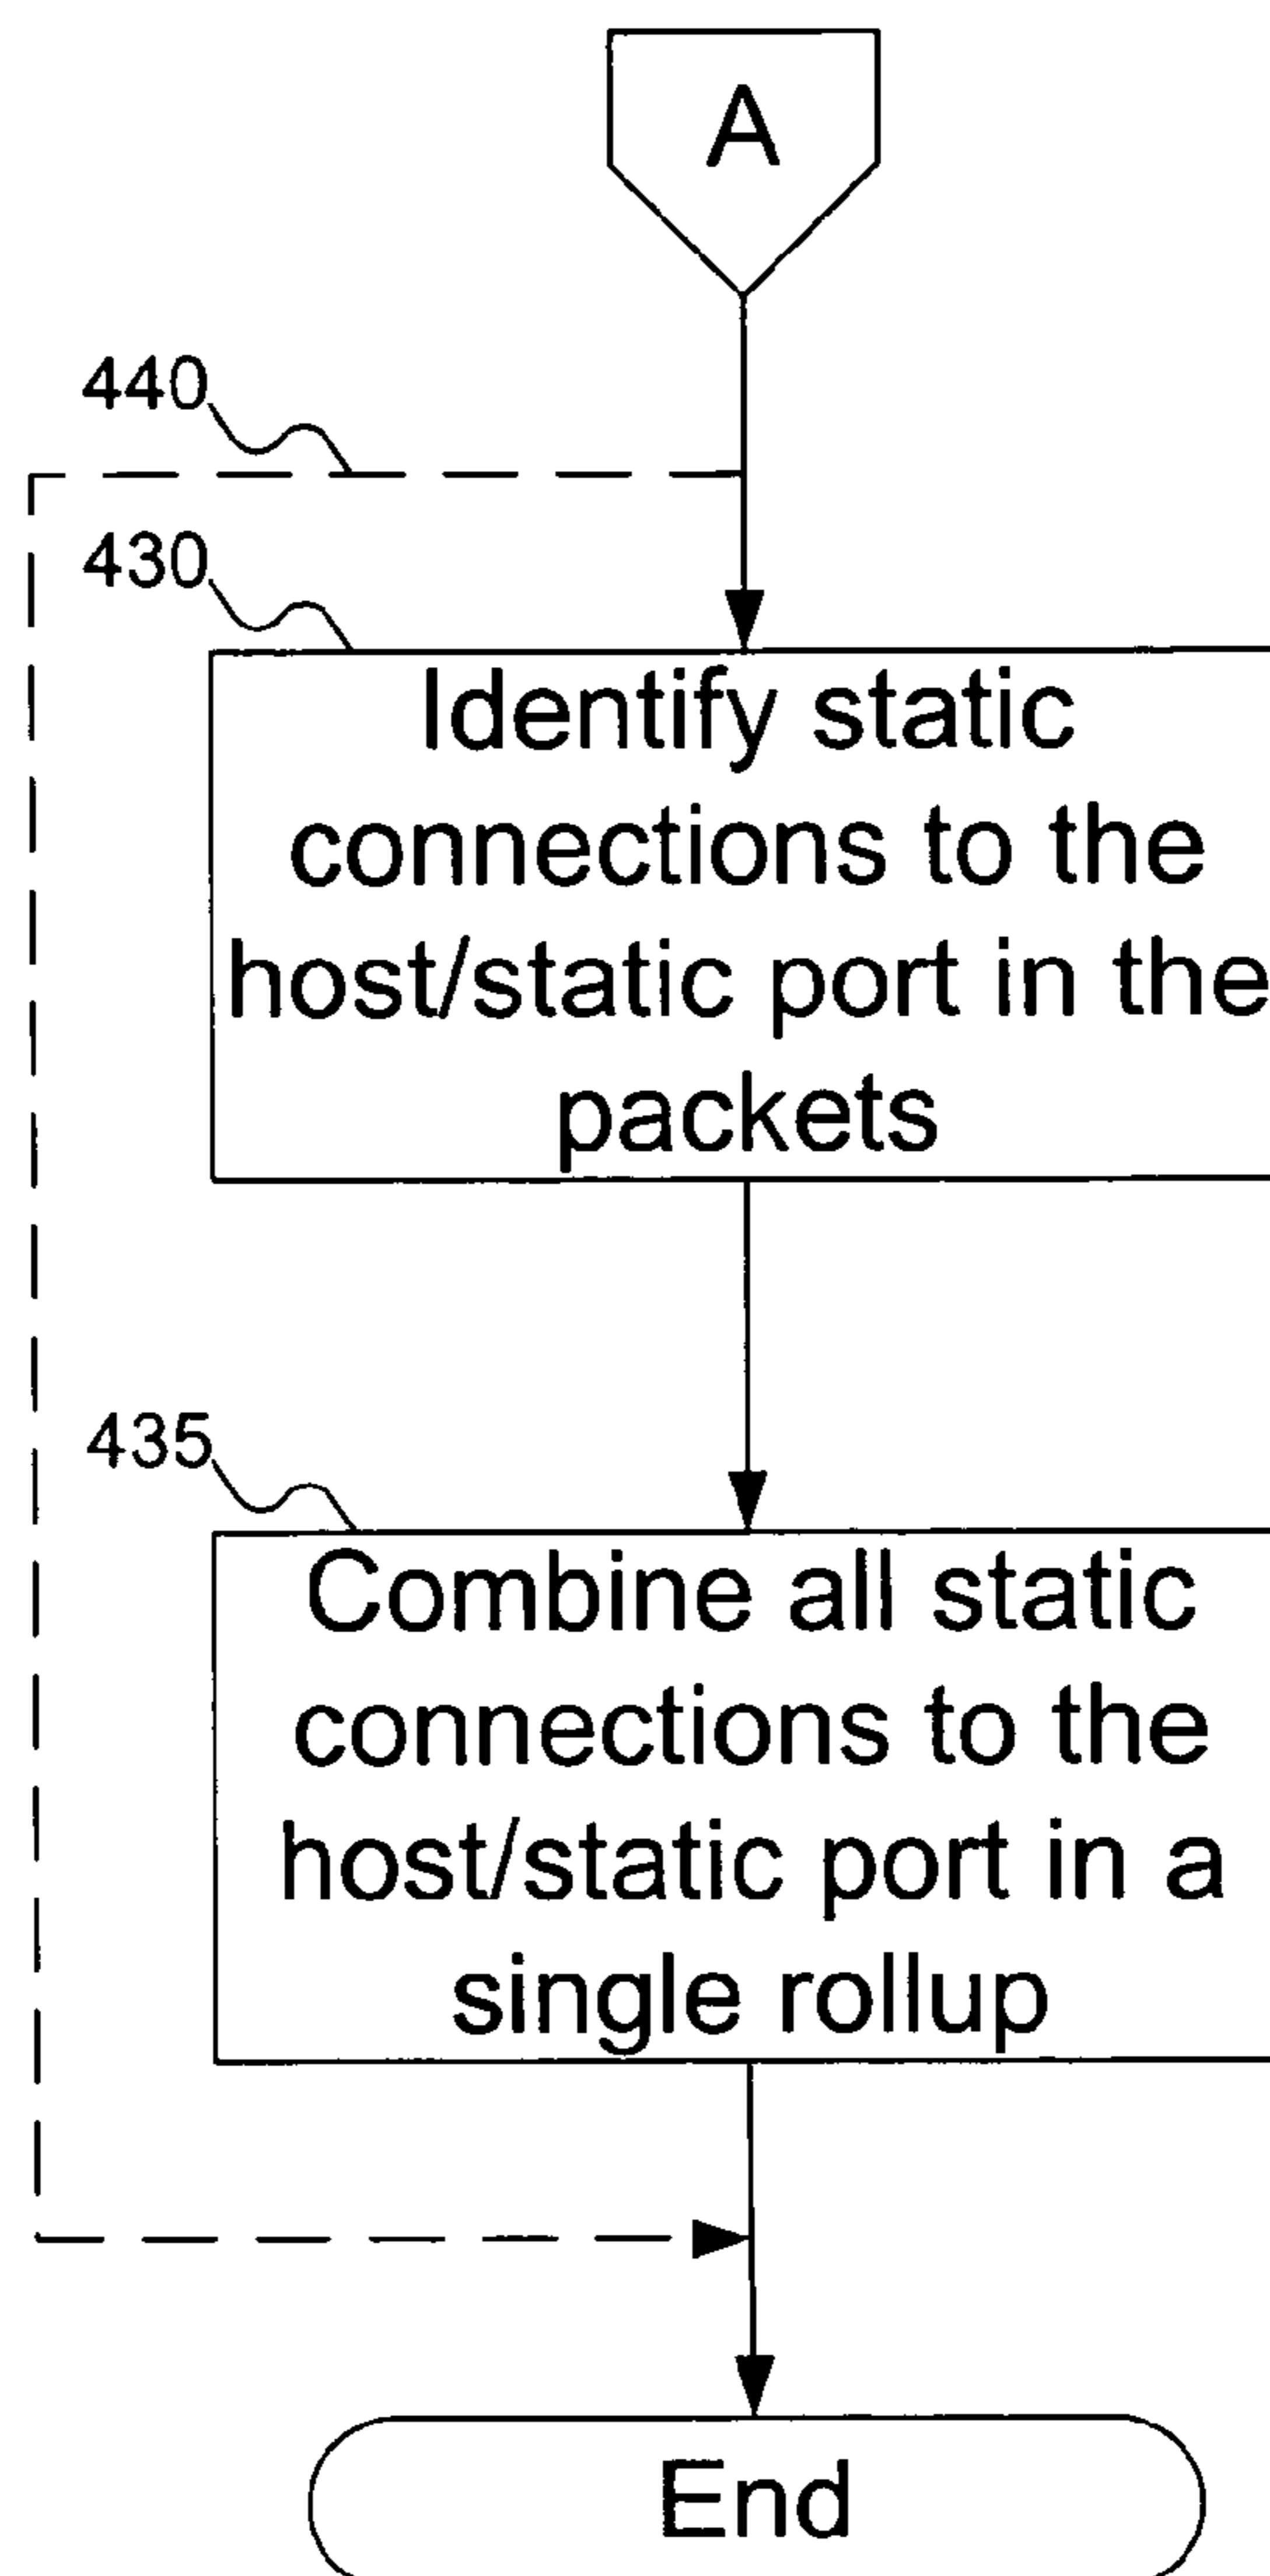 A
440
430
Identify static
connections to the
host/static port in the
packets
435
Combine all static
connections to the
host/static port in a
single rollup
End